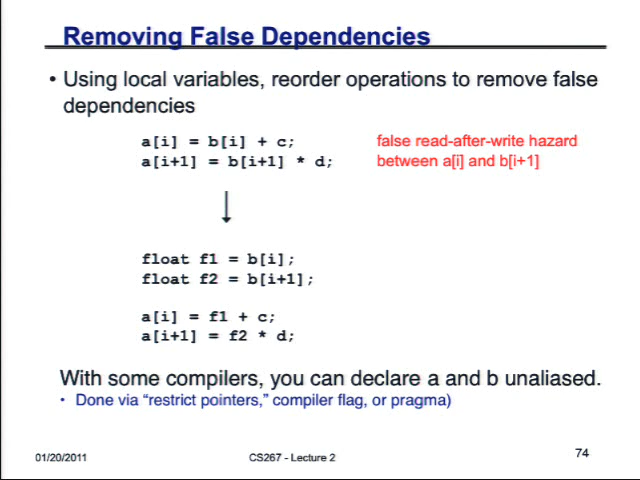 Removing False Dependencies
• Using local variables, reorder operations to remove false
dependencies
a[i] = b[i] + c;
false read-after-write hazard
a[i+1] = b[i+1] * d;
between a[i] and b[i+1]
float f1 = b[i];
float f2 = b[i+1];
a[i] = f1 + c;
a[i+1] = f2 * d;
With some compilers, you can declare a and b unaliased.
• Done via “restrict pointers,” compiler flag, or pragma)
01/20/2011
CS267 - Lecture 2
74